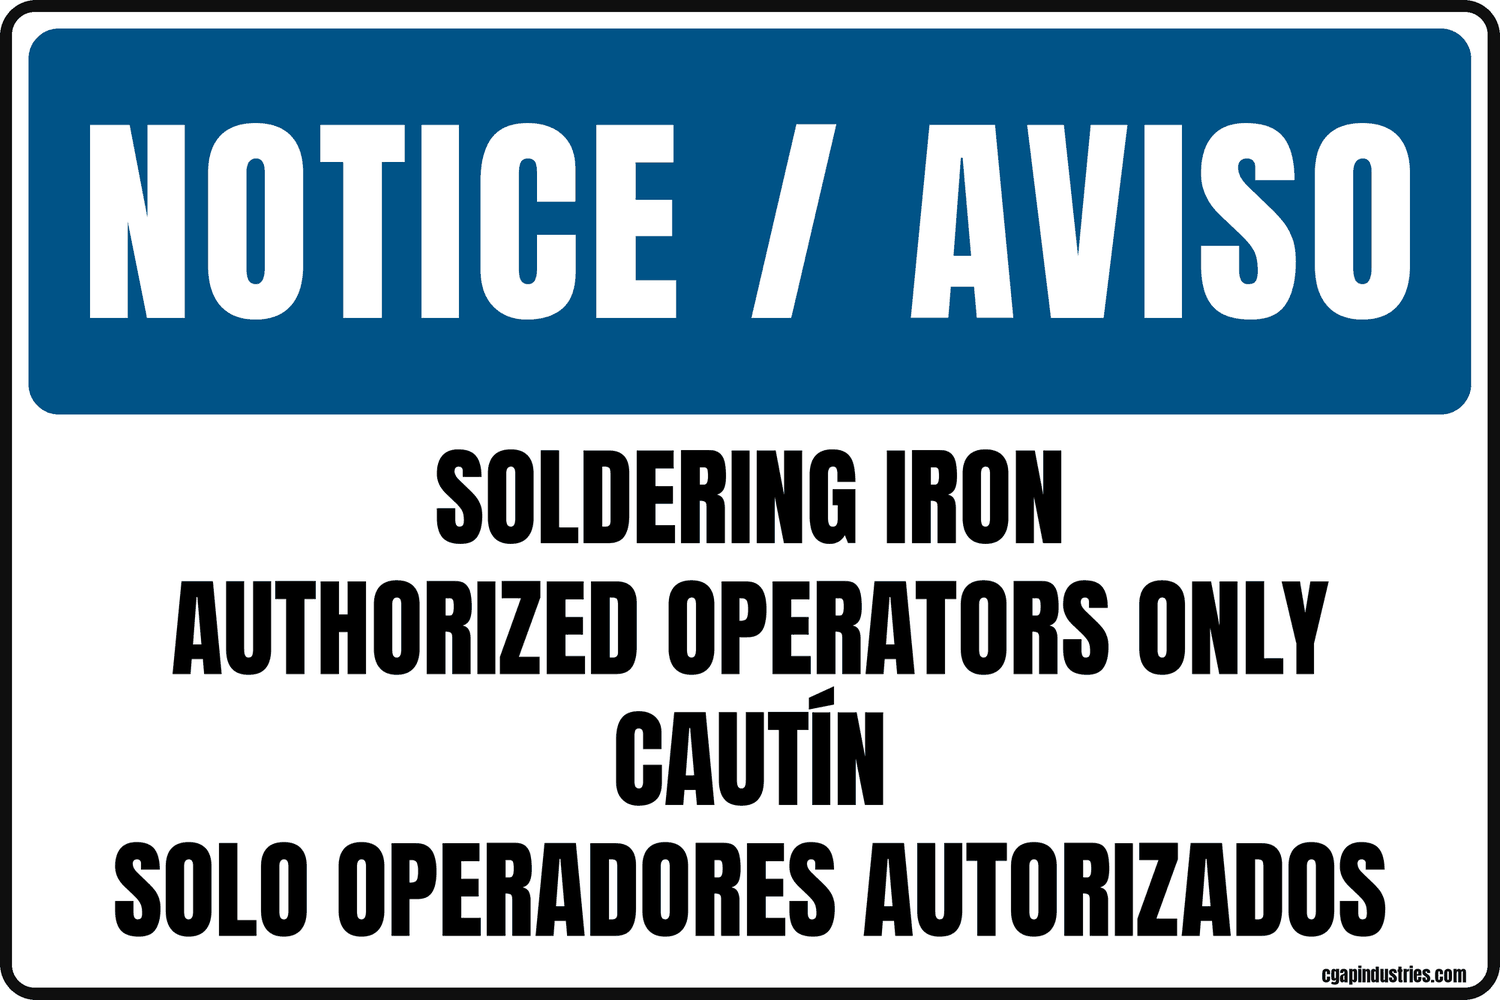 NOTICE / AVISO
SOLDERING IRON
AUTHORIZED OPERATORS ONLY
CAUTÍN
SOLO OPERADORES AUTORIZADOS
cgapindustries.com